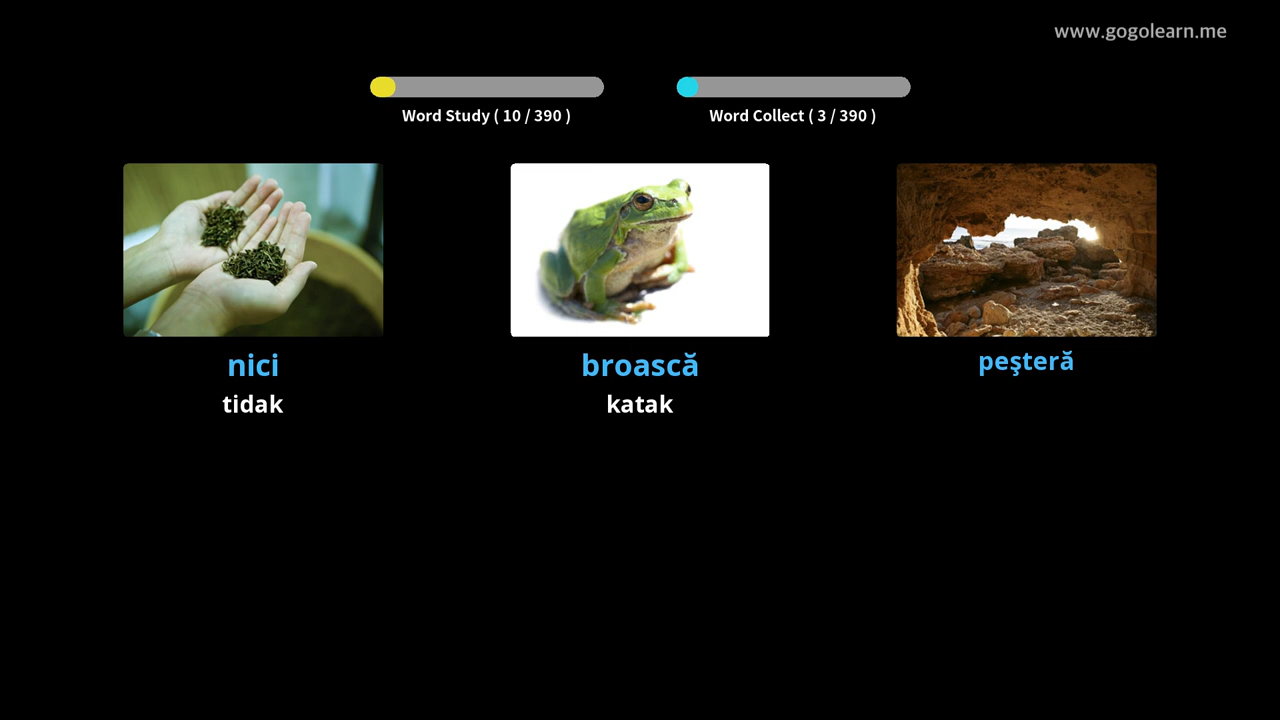 www.gogolearn.me
Word Study ( 10 / 390 )
Word Collect ( 3 / 390 )
nici
tidak
broască
katak
peşteră